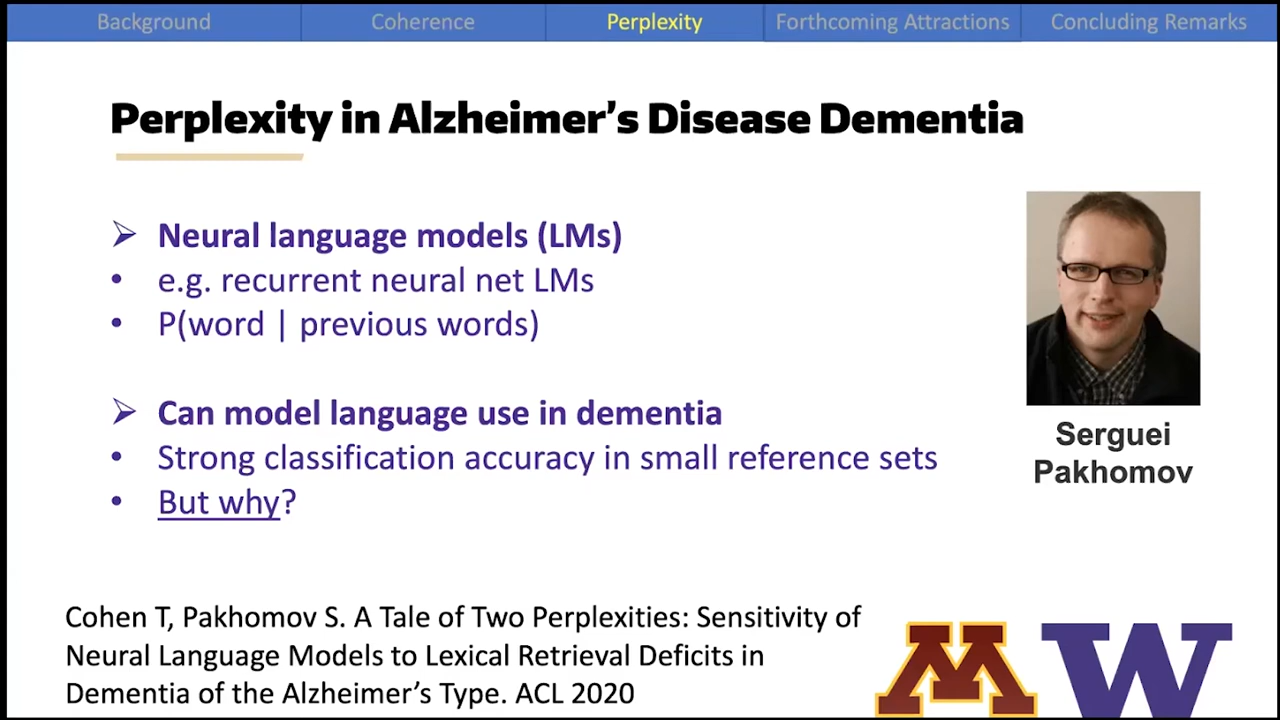 Background Coherence Perplexity Forthcoming Attractions Concluding Remarks
Perplexity in Alzheimer's Disease Dementia
➢ Neural language models (LMs)
• e.g. recurrent neural net LMs
• P(word | previous words)
➢ Can model language use in dementia
• Strong classification accuracy in small reference sets
• But why?
Serguei
Pakhomov
Cohen T, Pakhomov S. A Tale of Two Perplexities: Sensitivity of
Neural Language Models to Lexical Retrieval Deficits in
Dementia of the Alzheimer's Type. ACL 2020
M W